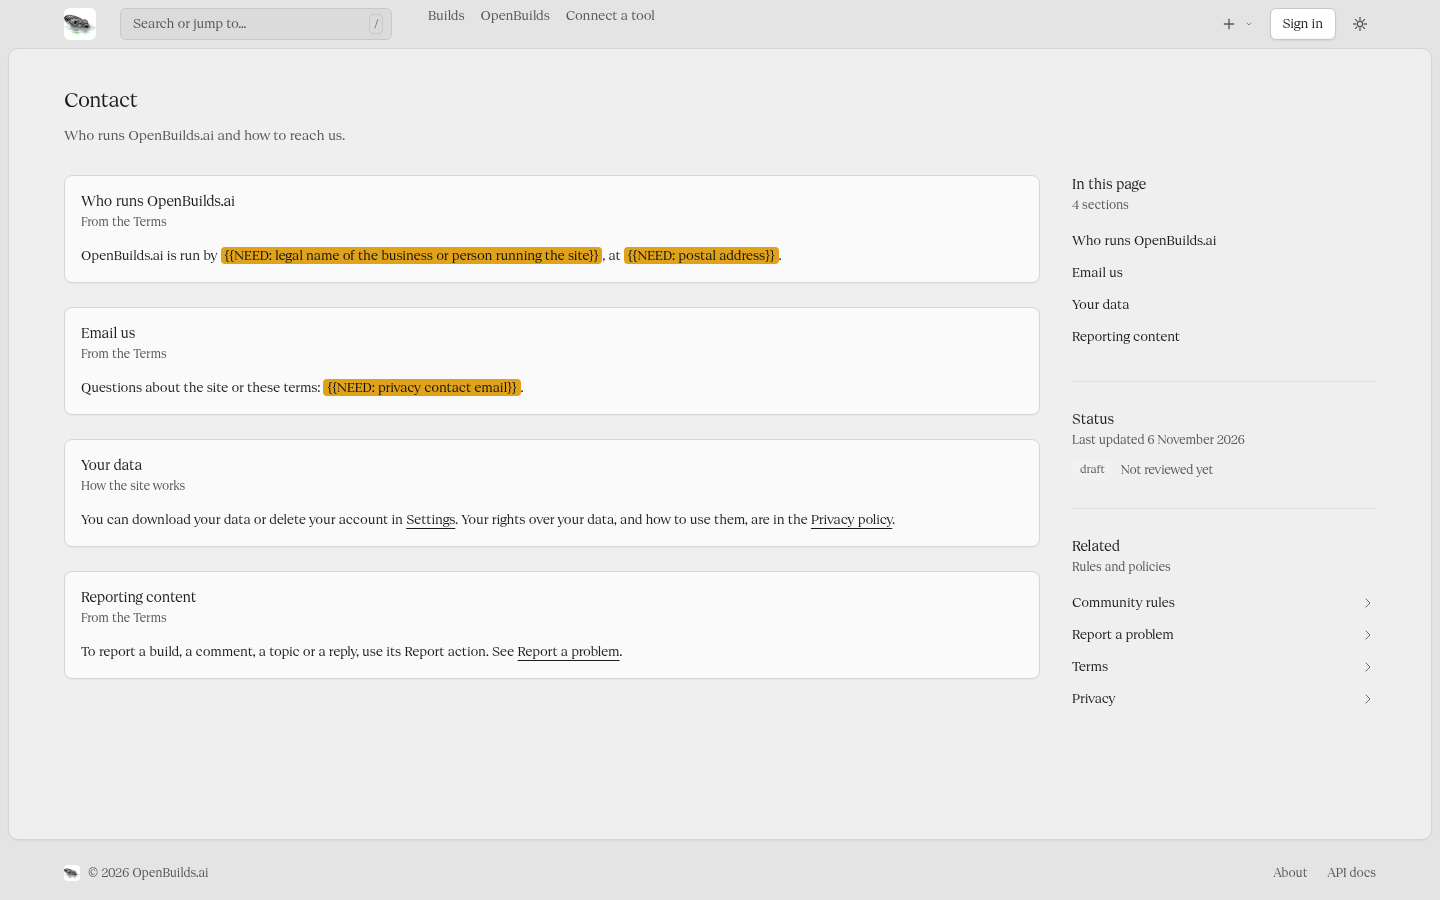 Search or jump to...
/
Builds
OpenBuilds
Connect a tool
Sign in
Contact
Who runs OpenBuilds.ai and how to reach us.
Who runs OpenBuilds.ai
From the Terms
OpenBuilds.ai is run by {{NEED: legal name of the business or person running the site}}, at {{NEED: postal address}}.
Email us
From the Terms
Questions about the site or these terms: {{NEED: privacy contact email}}.
Your data
How the site works
You can download your data or delete your account in Settings. Your rights over your data, and how to use them, are in the Privacy policy.
Reporting content
From the Terms
To report a build, a comment, a topic or a reply, use its Report action. See Report a problem.
In this page
4 sections
Who runs OpenBuilds.ai
Email us
Your data
Reporting content
Status
Last updated 6 November 2026
draft Not reviewed yet
Related
Rules and policies
Community rules
Report a problem
Terms
Privacy
© 2026 OpenBuilds.ai
About
API docs